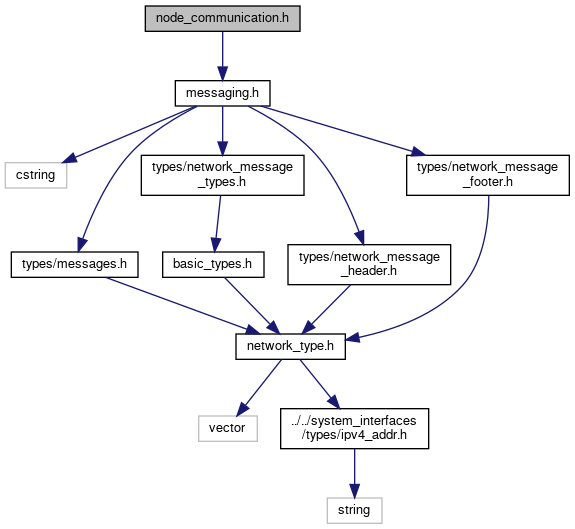 node_communication.h
messaging.h
cstring
types/network_message
_types.h
types/network_message
_footer.h
types/messages.h
basic_types.h
types/network_message
_header.h
network_type.h
vector
../../system_interfaces
/types/ipv4_addr.h
string